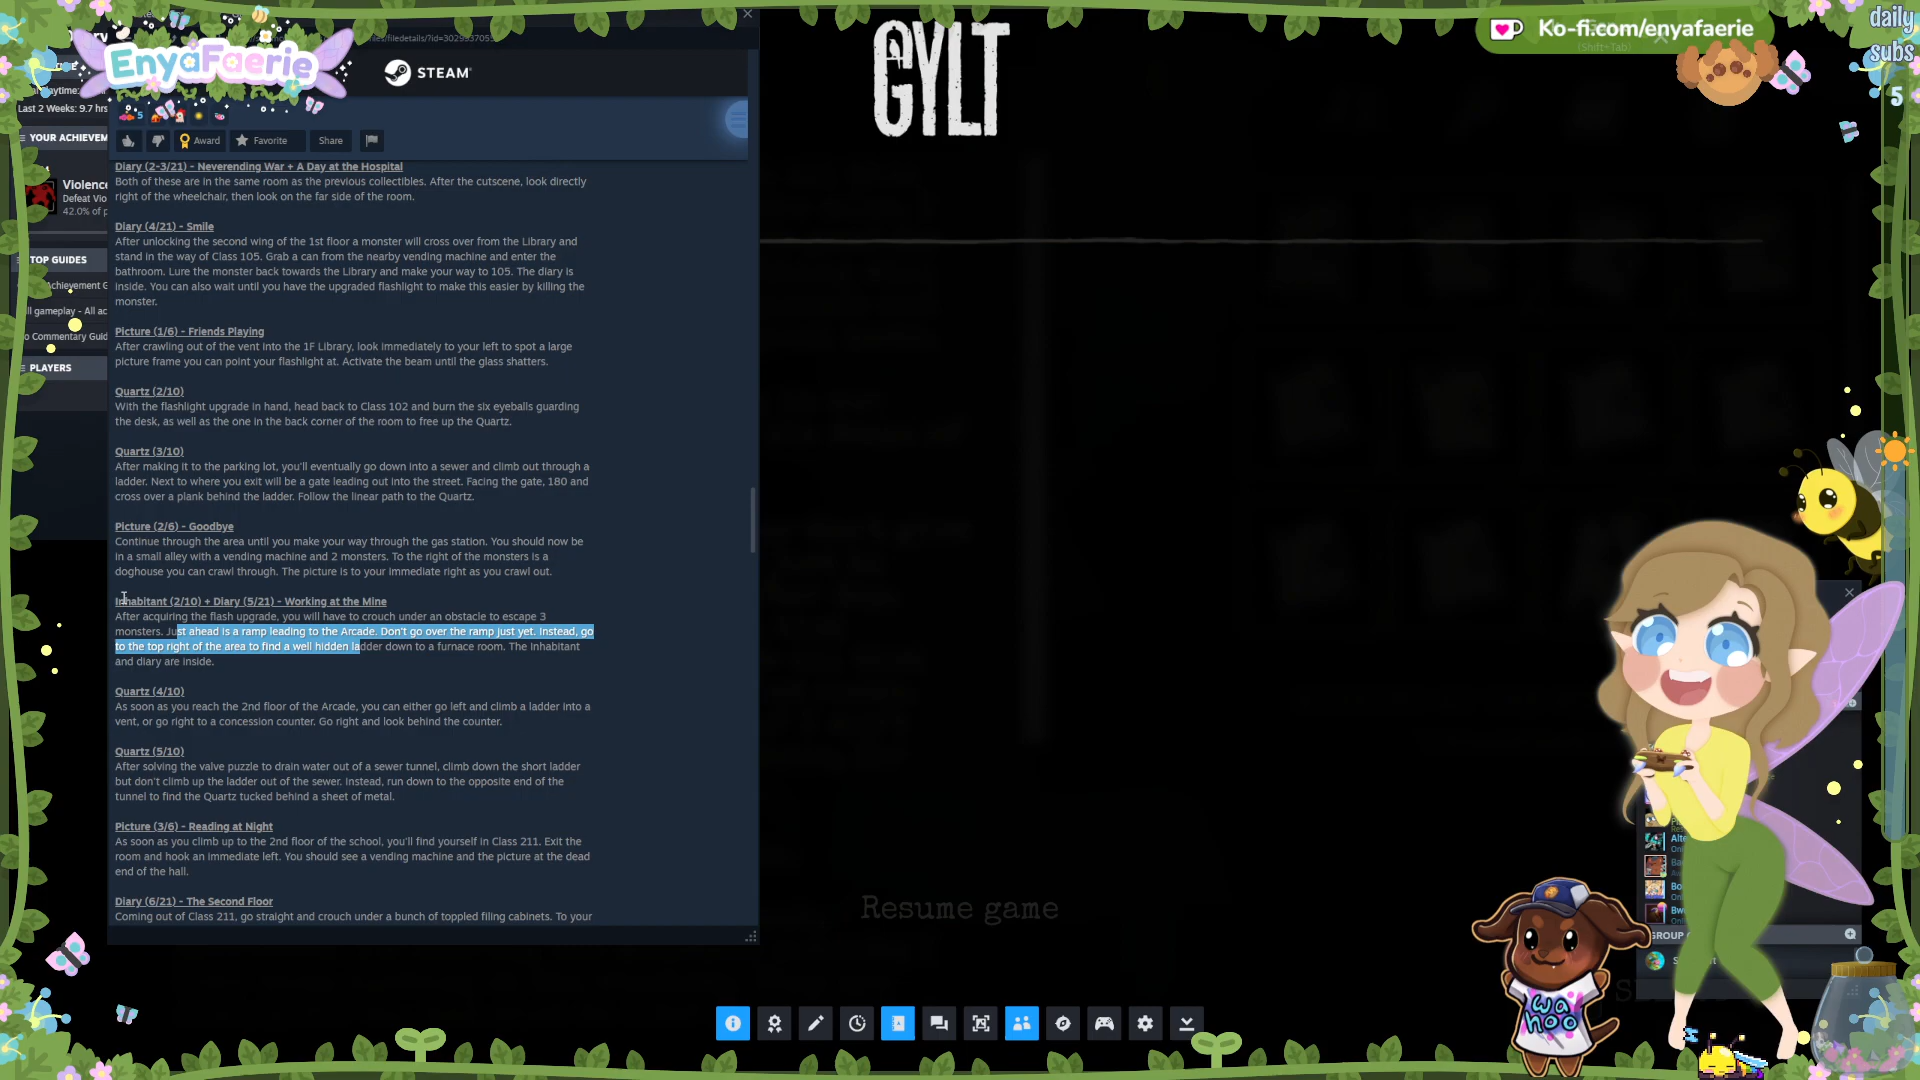 EnyaFaerie
STEAM
GYLT
Ko-fi.com/enyafaerie
(Shift+Tab)
daily
subs
5
Last 2 Weeks: 9.7 hrs
5
YOUR ACHIEVEM
Award
Favorite
Share
Violence
Defeat Vio
42.0% of p
TOP GUIDES
Achievement G
ll gameplay - All ac
o Commentary Guid
PLAYERS
Diary (2-3/21) - Neverending War + A Day at the Hospital
Both of these are in the same room as the previous collectibles. After the cutscene, look directly
right of the wheelchair, then look on the far side of the room.
Diary (4/21) - Smile
After unlocking the second wing of the 1st floor a monster will cross over from the Library and
stand in the way of Class 105. Grab a can from the nearby vending machine and enter the
bathroom. Lure the monster back towards the Library and make your way to 105. The diary is
inside. You can also wait until you have the upgraded flashlight to make this easier by killing the
monster.
Picture (1/6) - Friends Playing
After crawling out of the vent into the 1F Library, look immediately to your left to spot a large
picture frame you can point your flashlight at. Activate the beam until the glass shatters.
Quartz (2/10)
With the flashlight upgrade in hand, head back to Class 102 and burn the six eyeballs guarding
the desk, as well as the one in the back corner of the room to free up the Quartz.
Quartz (3/10)
After making it to the parking lot, you'll eventually go down into a sewer and climb out through a
ladder. Next to where you exit will be a gate leading out into the street. Facing the gate, 180 and
cross over a plank behind the ladder. Follow the linear path to the Quartz.
Picture (2/6) - Goodbye
Continue through the area until you make your way through the gas station. You should now be
in a small alley with a vending machine and 2 monsters. To the right of the monsters is a
doghouse you can crawl through. The picture is to your immediate right as you crawl out.
Inhabitant (2/10) + Diary (5/21) - Working at the Mine
After acquiring the flash upgrade, you will have to crouch under an obstacle to escape 3
monsters. Just ahead is a ramp leading to the Arcade. Don't go over the ramp just yet. Instead, go
to the top right of the area to find a well hidden ladder down to a furnace room. The Inhabitant
and diary are inside.
Quartz (4/10)
As soon as you reach the 2nd floor of the Arcade, you can either go left and climb a ladder into a
vent, or go right to a concession counter. Go right and look behind the counter.
Quartz (5/10)
After solving the valve puzzle to drain water out of a sewer tunnel, climb down the short ladder
but don't climb up the ladder out of the sewer. Instead, run down to the opposite end of the
tunnel to find the Quartz tucked behind a sheet of metal.
Picture (3/6) - Reading at Night
As soon as you climb up to the 2nd floor of the school, you'll find yourself in Class 211. Exit the
room and hook an immediate left. You should see a vending machine and the picture at the dead
end of the hall.
Diary (6/21) - The Second Floor
Coming out of Class 211, go straight and crouch under a bunch of toppled filing cabinets. To your
Resume game
GROUP
wa
hoo